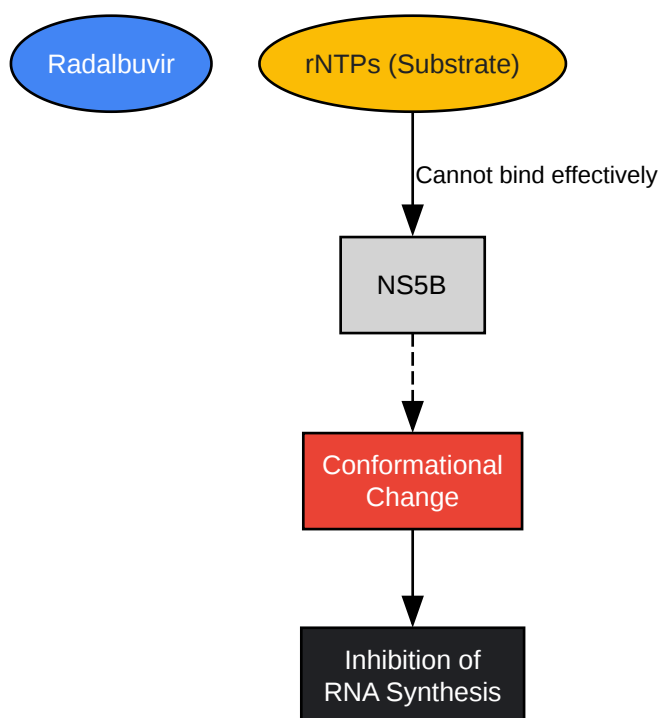 Radalbuvir
rNTPs (Substrate)
Cannot bind effectively
NS5B
Conformational
Change
Inhibition of
RNA Synthesis